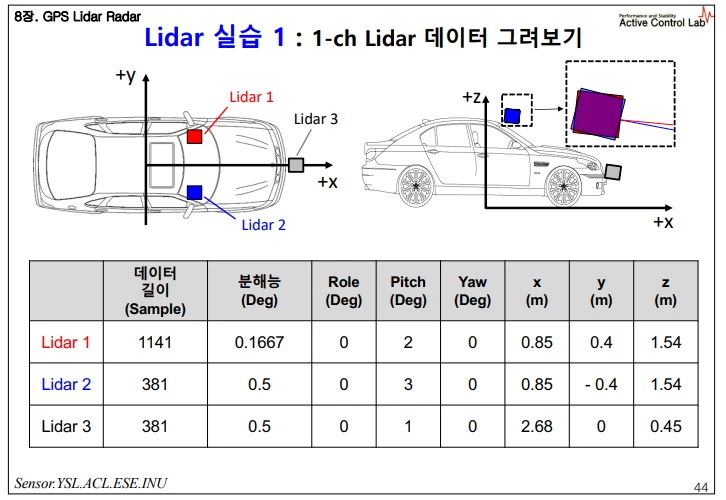 8장. GPS Lidar Radar
Performance and Stability
Active Control Lab
Lidar 실습 1 : 1-ch Lidar 데이터 그려보기
+y
Lidar 1
Lidar 3
+x
Lidar 2
+z
+x
데이터 길이 (Sample) 분해능 (Deg) Role (Deg) Pitch (Deg) Yaw (Deg) x (m) y (m) z (m)
Lidar 1 1141 0.1667 0 2 0 0.85 0.4 1.54
Lidar 2 381 0.5 0 3 0 0.85 - 0.4 1.54
Lidar 3 381 0.5 0 1 0 2.68 0 0.45
Sensor.YSL.ACL.ESE.INU
44